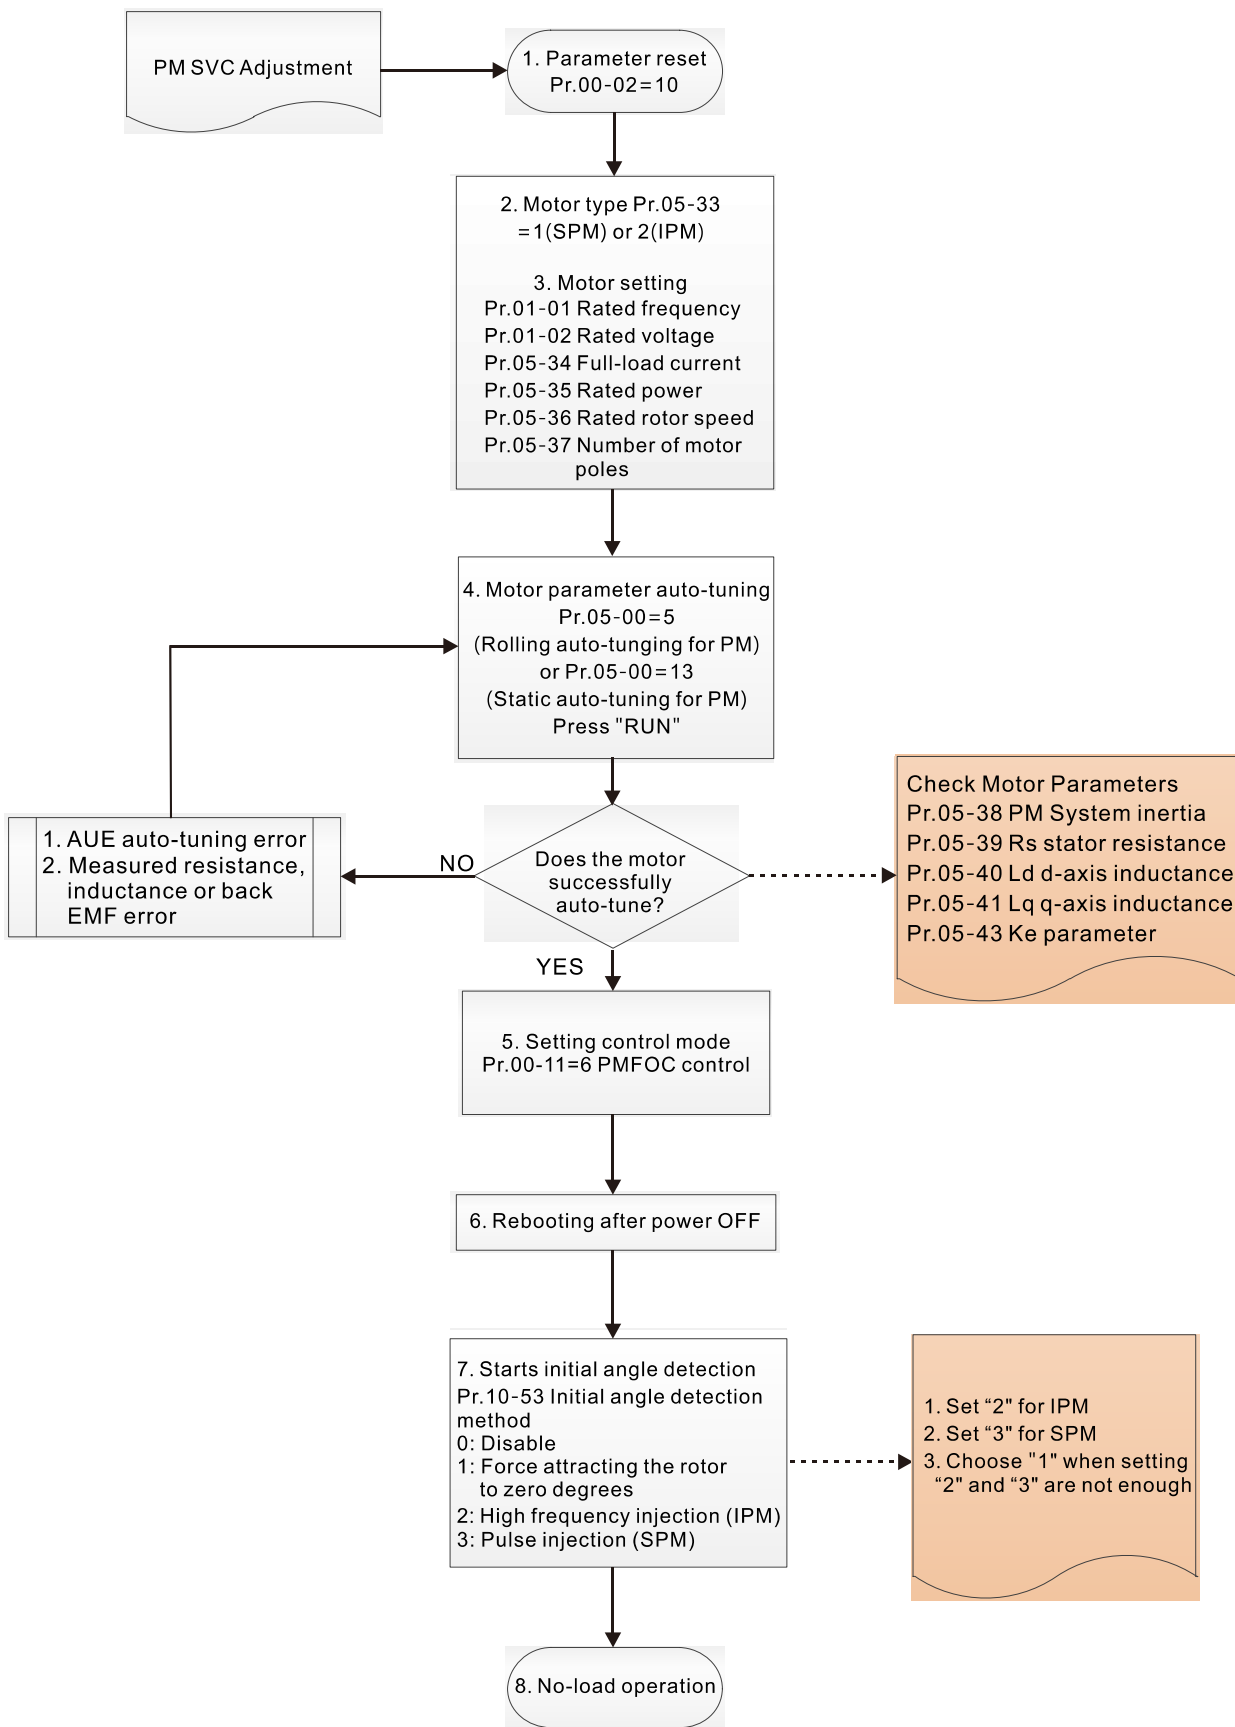 PM SVC Adjustment
1. Parameter reset
Pr.00-02=10
2. Motor type Pr.05-33
=1(SPM) or 2(IPM)
3. Motor setting
Pr.01-01 Rated frequency
Pr.01-02 Rated voltage
Pr.05-34 Full-load current
Pr.05-35 Rated power
Pr.05-36 Rated rotor speed
Pr.05-37 Number of motor
poles
4. Motor parameter auto-tuning
Pr.05-00=5
(Rolling auto-tunging for PM)
or Pr.05-00=13
(Static auto-tuning for PM)
Press "RUN"
Does the motor
successfully
auto-tune?
NO
1. AUE auto-tuning error
2. Measured resistance,
inductance or back
EMF error
Check Motor Parameters
Pr.05-38 PM System inertia
Pr.05-39 Rs stator resistance
Pr.05-40 Ld d-axis inductance
Pr.05-41 Lq q-axis inductance
Pr.05-43 Ke parameter
YES
5. Setting control mode
Pr.00-11=6 PMFOC control
6. Rebooting after power OFF
7. Starts initial angle detection
Pr.10-53 Initial angle detection
method
0: Disable
1: Force attracting the rotor
to zero degrees
2: High frequency injection (IPM)
3: Pulse injection (SPM)
1. Set “2" for IPM
2. Set “3" for SPM
3. Choose "1" when setting
“2" and “3" are not enough
8. No-load operation